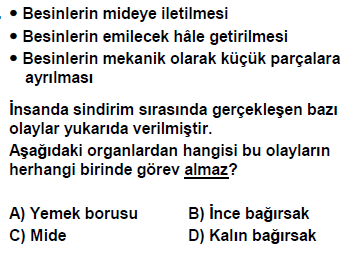 • Besinlerin mideye iletilmesi
• Besinlerin emilecek hâle getirilmesi
• Besinlerin mekanik olarak küçük parçalara
ayrılması
İnsanda sindirim sırasında gerçekleşen bazı
olaylar yukarıda verilmiştir.
Aşağıdaki organlardan hangisi bu olayların
herhangi birinde görev almaz?
A) Yemek borusu B) İnce bağırsak
C) Mide D) Kalın bağırsak